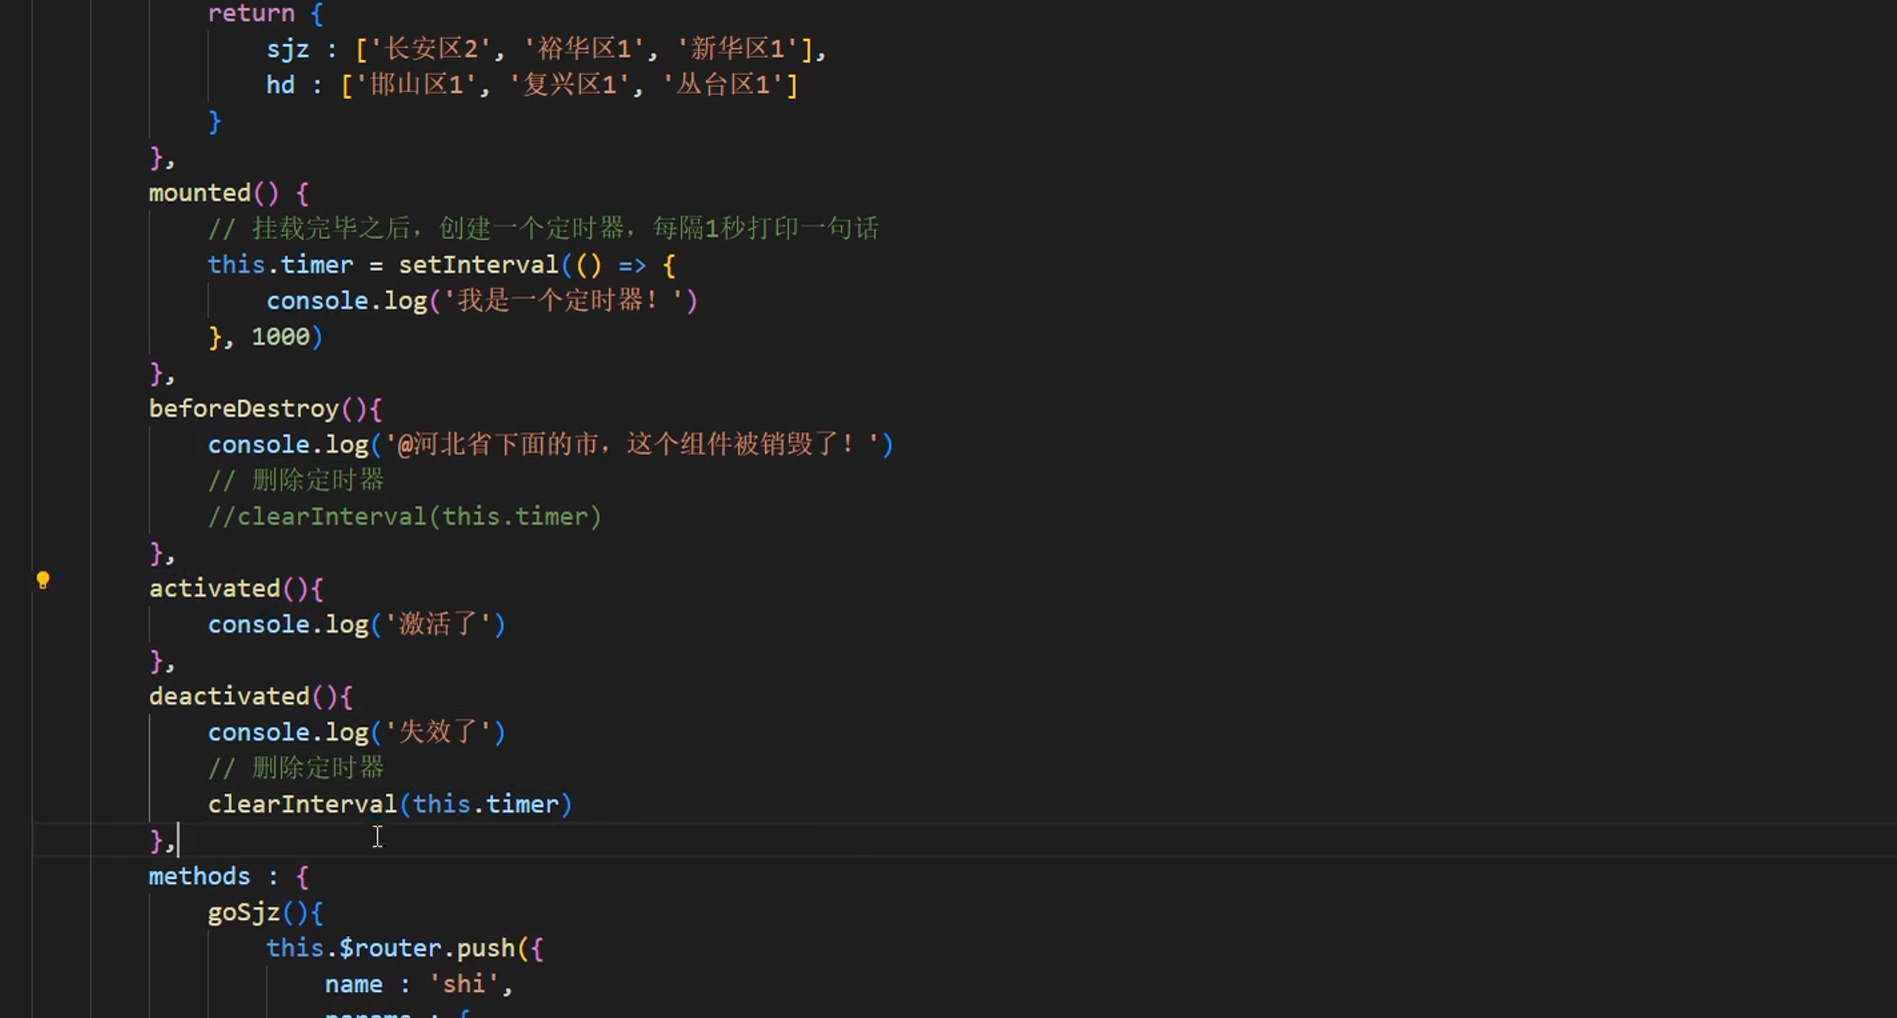 return {
sjz : ['长安区2', '裕华区1', '新华区1'],
hd : ['邯山区1', '复兴区1', '丛台区1']
}
},
mounted() {
// 挂载完毕之后，创建一个定时器，每隔1秒打印一句话
this.timer = setInterval(() => {
console.log('我是一个定时器！')
}, 1000)
},
beforeDestroy(){
console.log('@河北省下面的市，这个组件被销毁了！')
// 删除定时器
//clearInterval(this.timer)
},
activated(){
console.log('激活了')
},
deactivated(){
console.log('失效了')
// 删除定时器
clearInterval(this.timer)
},
methods : {
goSjz(){
this.$router.push({
name : 'shi',
params : {